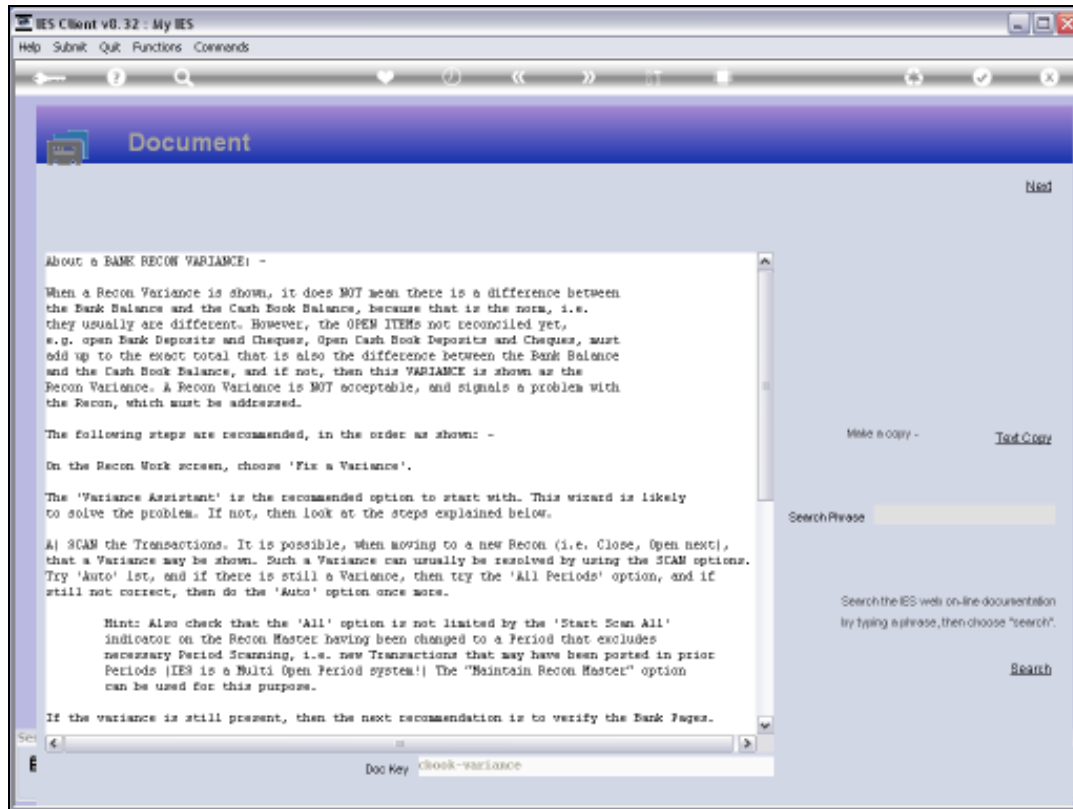 IES Client v8.32 : My IES
Help Submit Quit Functions Commands
Document
Next
About a BANK RECON VARIANCE: -
When a Recon Variance is shown, it does NOT mean there is a difference between
the Bank Balance and the Cash Book Balance, because that is the norm, i.e.
they usually are different. However, the OPEN ITEMs not reconciled yet,
e.g. open Bank Deposits and Cheques, Open Cash Book Deposits and Cheques, must
add up to the exact total that is also the difference between the Bank Balance
and the Cash Book Balance, and if not, then this VARIANCE is shown as the
Recon Variance. A Recon Variance is NOT acceptable, and signals a problem with
the Recon, which must be addressed.
The following steps are recommended, in the order as shown: -
On the Recon Work screen, choose 'Fix a Variance'.
The 'Variance Assistant' is the recommended option to start with. This wizard is likely
to solve the problem. If not, then look at the steps explained below.
A) SCAN the Transactions. It is possible, when moving to a new Recon (i.e. Close, Open next),
that a Variance may be shown. Such a Variance can usually be resolved by using the SCAN options.
Try 'Auto' 1st, and if there is still a Variance, then try the 'All Periods' option, and if
still not correct, then do the 'Auto' option once more.
Hint: Also check that the 'All' option is not limited by the 'Start Scan All'
indicator on the Recon Master having been changed to a Period that excludes
necessary Period Scanning, i.e. new Transactions that may have been posted in prior
Periods (IES is a Multi Open Period system!) The "Maintain Recon Master" option
can be used for this purpose.
If the variance is still present, then the next recommendation is to verify the Bank Pages.
Make a copy -
Text Copy
Search Phrase
Search the IES web on-line documentation
by typing a phrase, then choose "search".
Search
Doc Key cbook-variance